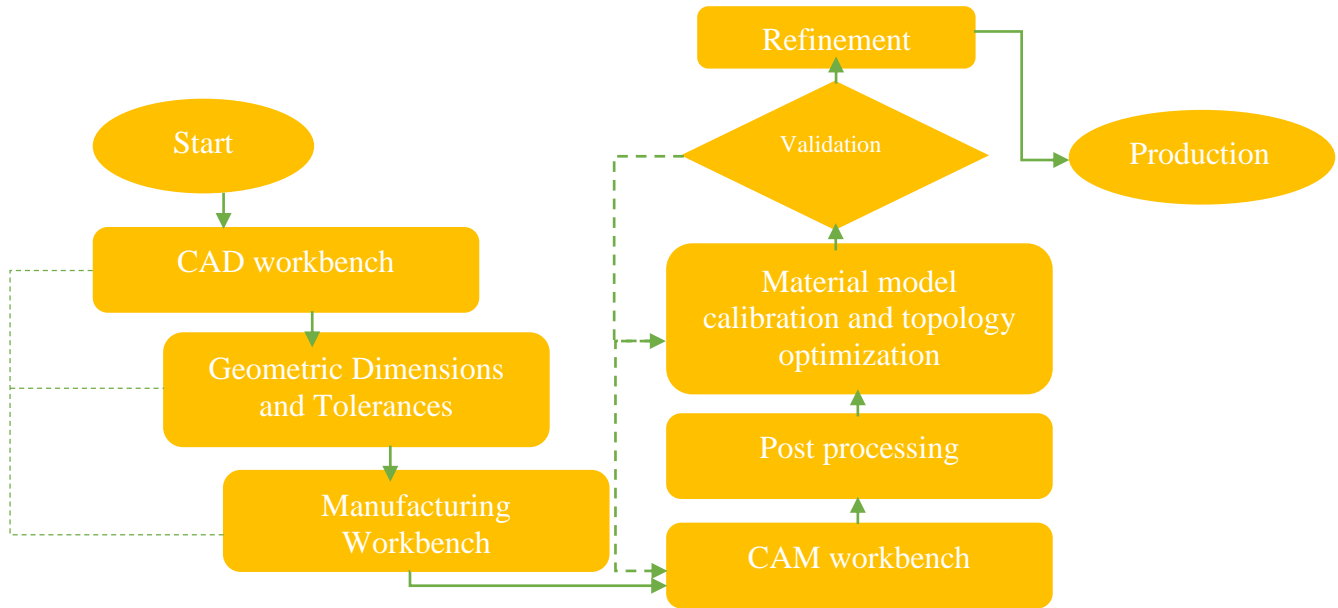 Start
CAD workbench
Geometric Dimensions
and Tolerances
Manufacturing
Workbench
CAM workbench
Post processing
Material model
calibration and topology
optimization
Validation
Refinement
Production